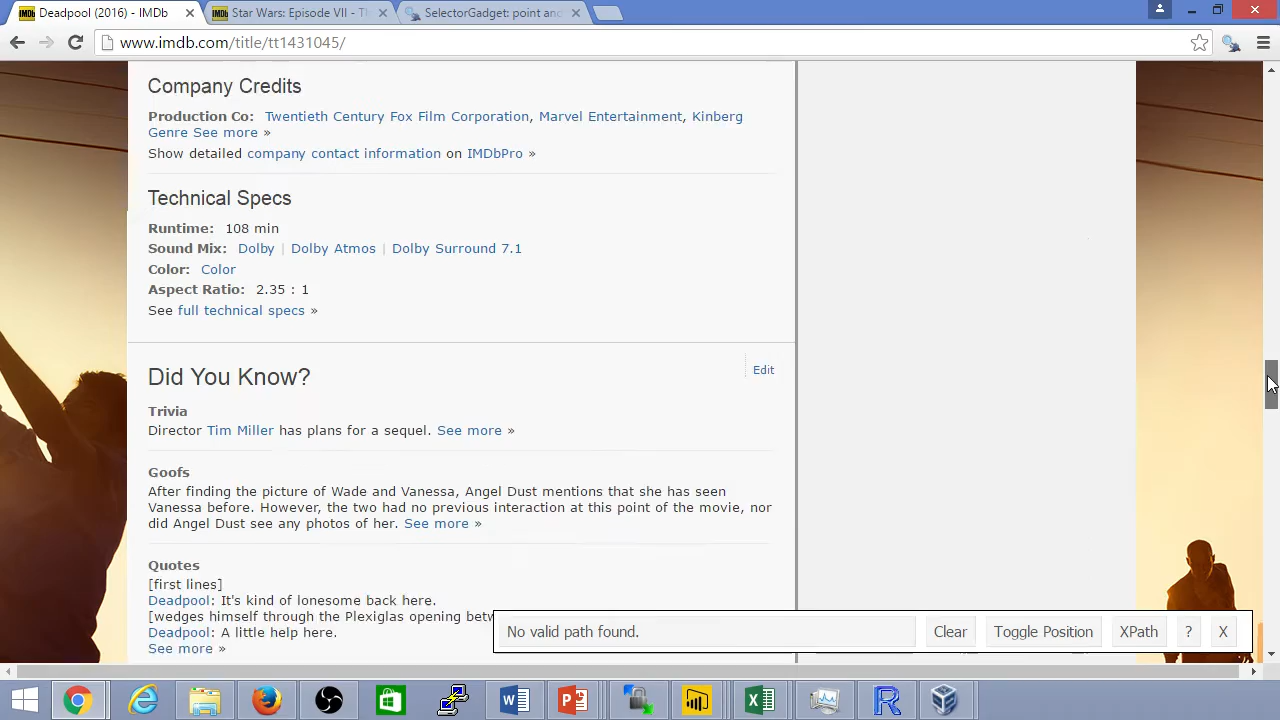 Deadpool (2016) - IMDb
Star Wars: Episode VII - Th
SelectorGadget: point and
www.imdb.com/title/tt1431045/
Company Credits
Production Co: Twentieth Century Fox Film Corporation, Marvel Entertainment, Kinberg
Genre See more »
Show detailed company contact information on IMDbPro »
Technical Specs
Runtime: 108 min
Sound Mix: Dolby | Dolby Atmos | Dolby Surround 7.1
Color: Color
Aspect Ratio: 2.35 : 1
See full technical specs »
Did You Know?
Edit
Trivia
Director Tim Miller has plans for a sequel. See more »
Goofs
After finding the picture of Wade and Vanessa, Angel Dust mentions that she has seen
Vanessa before. However, the two had no previous interaction at this point of the movie, nor
did Angel Dust see any photos of her. See more »
Quotes
[first lines]
Deadpool: It's kind of lonesome back here.
[wedges himself through the Plexiglas opening betw
Deadpool: A little help here.
See more »
No valid path found.
Clear
Toggle Position
XPath
?
X